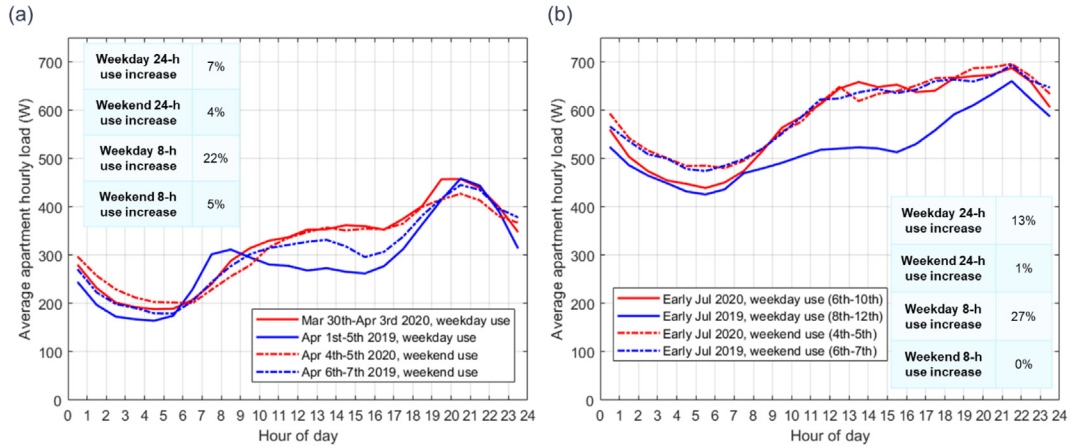 (a)
Average apartment hourly load (W)
700
600
500
400
300
200
100
0
Weekday 24-h
use increase
7%
Weekend 24-h
use increase
4%
Weekday 8-h
use increase
22%
Weekend 8-h
use increase
5%
Mar 30th-Apr 3rd 2020, weekday use
Apr 1st-5th 2019, weekday use
Apr 4th-5th 2020, weekend use
Apr 6th-7th 2019, weekend use
0 1 2 3 4 5 6 7 8 9 10 11 12 13 14 15 16 17 18 19 20 21 22 23 24
Hour of day
(b)
Average apartment hourly load (W)
700
600
500
400
300
200
100
0
Early Jul 2020, weekday use (6th-10th)
Early Jul 2019, weekday use (8th-12th)
Early Jul 2020, weekend use (4th-5th)
Early Jul 2019, weekend use (6th-7th)
Weekday 24-h
use increase
13%
Weekend 24-h
use increase
1%
Weekday 8-h
use increase
27%
Weekend 8-h
use increase
0%
0 1 2 3 4 5 6 7 8 9 10 11 12 13 14 15 16 17 18 19 20 21 22 23 24
Hour of day